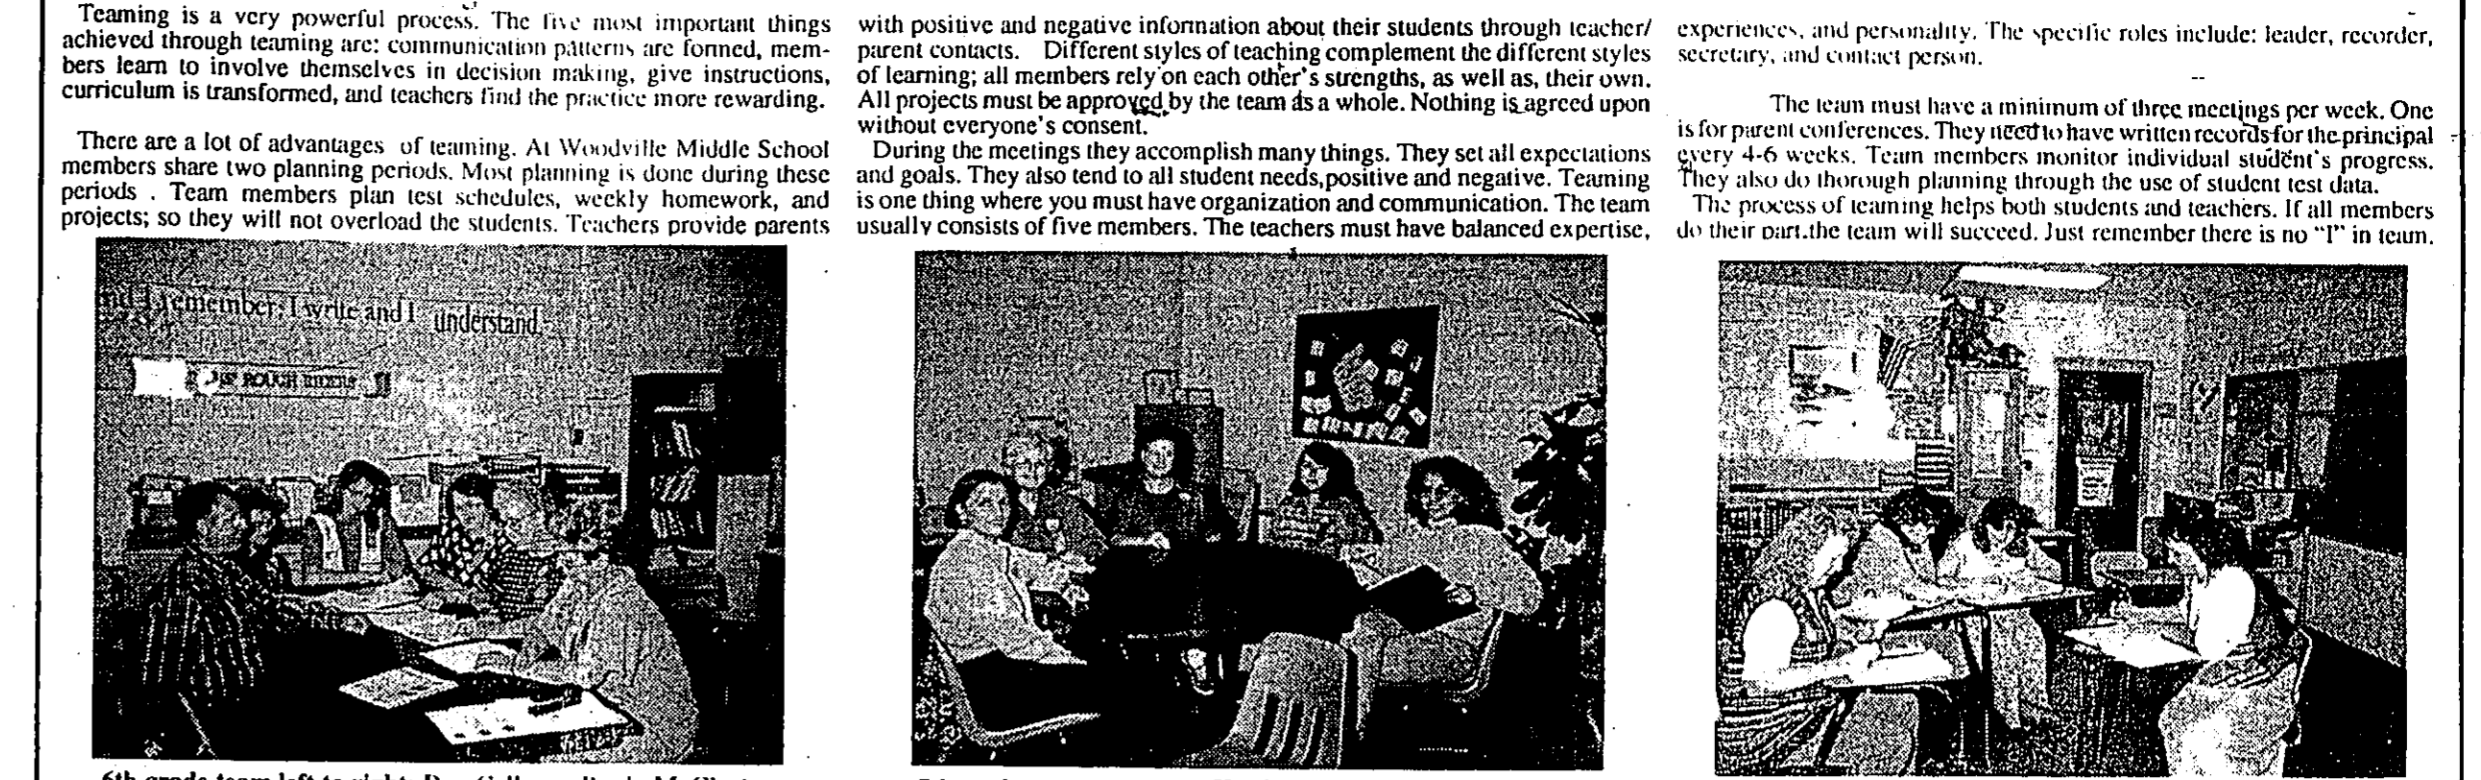 Teaming is a very powerful process. The five most important things
achieved through teaming are: communication patterns are formed, mem-
bers learn to involve themselves in decision making, give instructions,
curriculum is transformed, and teachers find the practice more rewarding.
There are a lot of advantages of teaming. At Woodville Middle School
members share two planning periods. Most planning is done during these
periods . Team members plan test schedules, weekly homework, and
projects; so they will not overload the students. Teachers provide parents
with positive and negative information about their students through teacher/
parent contacts. Different styles of teaching complement the different styles
of learning; all members rely on each other's strengths, as well as, their own.
All projects must be approved by the team as a whole. Nothing is agreed upon
without everyone's consent.
During the meetings they accomplish many things. They set all expectations
and goals. They also tend to all student needs,positive and negative. Teaming
is one thing where you must have organization and communication. The team
usually consists of five members. The teachers must have balanced expertise,
experiences, and personality. The specific roles include: leader, recorder,
secretary, and contact person.
The team must have a minimum of three meetings per week. One
is for parent conferences. They need to have written records for the principal
every 4-6 weeks. Team members monitor individual student's progress.
They also do thorough planning through the use of student test data.
The process of teaming helps both students and teachers. If all members
do their part.the team will succeed. Just remember there is no "I" in team.
I remember; I write and I understand.
ROUGH RIDERS
6th grade team left to right: